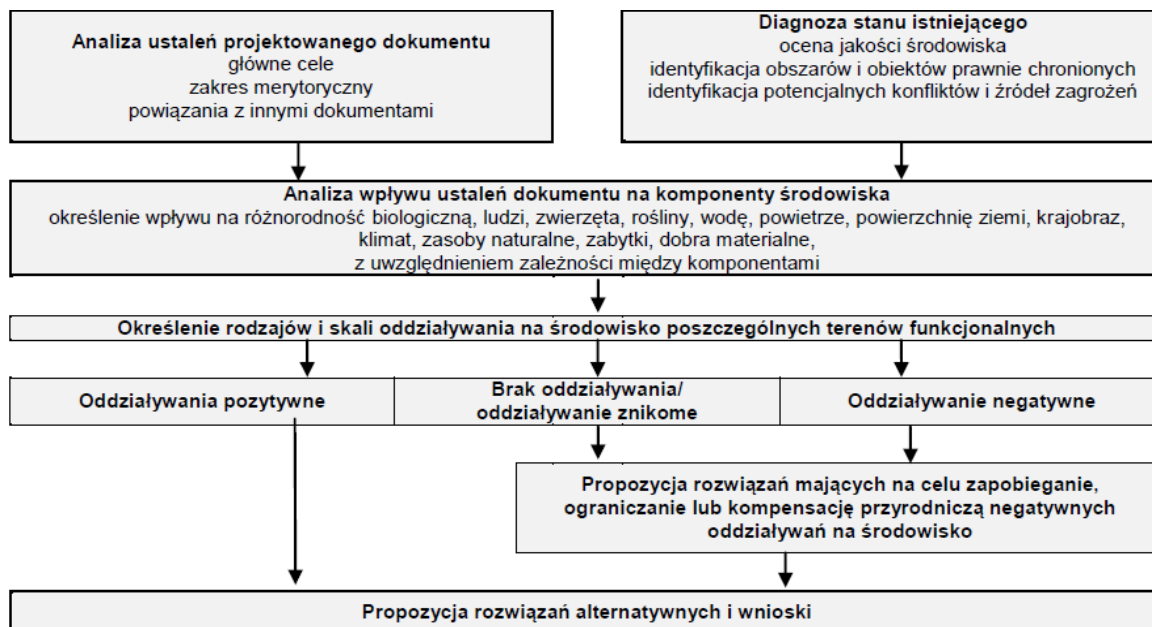 Analiza ustaleń projektowanego dokumentu
główne cele
zakres merytoryczny
powiązania z innymi dokumentami
Diagnoza stanu istniejącego
ocena jakości środowiska
identyfikacja obszarów i obiektów prawnie chronionych
identyfikacja potencjalnych konfliktów i źródeł zagrożeń
Analiza wpływu ustaleń dokumentu na komponenty środowiska
określenie wpływu na różnorodność biologiczną, ludzi, zwierzęta, rośliny, wodę, powietrze, powierzchnię ziemi, krajobraz,
klimat, zasoby naturalne, zabytki, dobra materialne,
z uwzględnieniem zależności między komponentami
Określenie rodzajów i skali oddziaływania na środowisko poszczególnych terenów funkcjonalnych
Oddziaływania pozytywne
Brak oddziaływania/
oddziaływanie znikome
Oddziaływanie negatywne
Propozycja rozwiązań mających na celu zapobieganie,
ograniczanie lub kompensację przyrodniczą negatywnych
oddziaływań na środowisko
Propozycja rozwiązań alternatywnych i wnioski